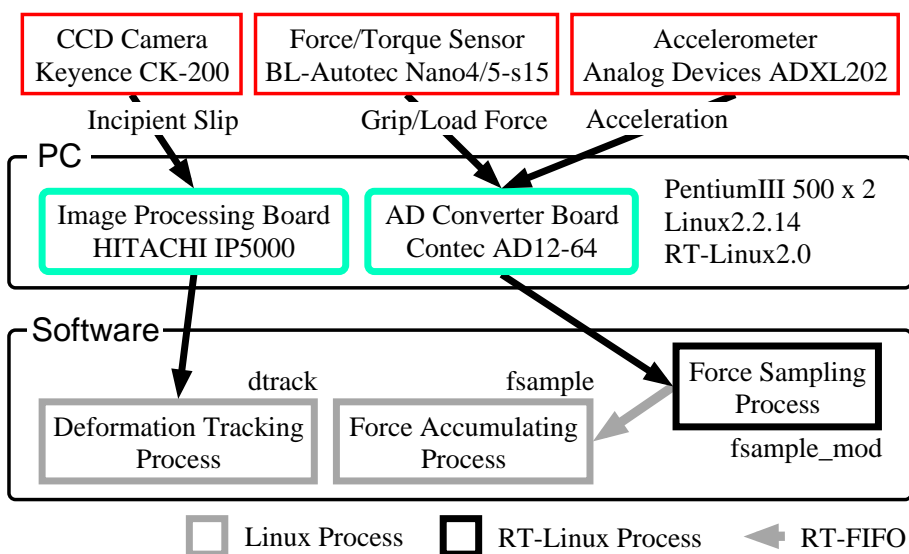 CCD Camera
Keyence CK-200
Force/Torque Sensor
BL-Autotec Nano4/5-s15
Accelerometer
Analog Devices ADXL202
Incipient Slip
Grip/Load Force
Acceleration
PC
Image Processing Board
HITACHI IP5000
AD Converter Board
Contec AD12-64
PentiumIII 500 x 2
Linux2.2.14
RT-Linux2.0
Software
dtrack
fsample
Deformation Tracking
Process
Force Accumulating
Process
Force Sampling
Process
fsample_mod
Linux Process
RT-Linux Process
RT-FIFO